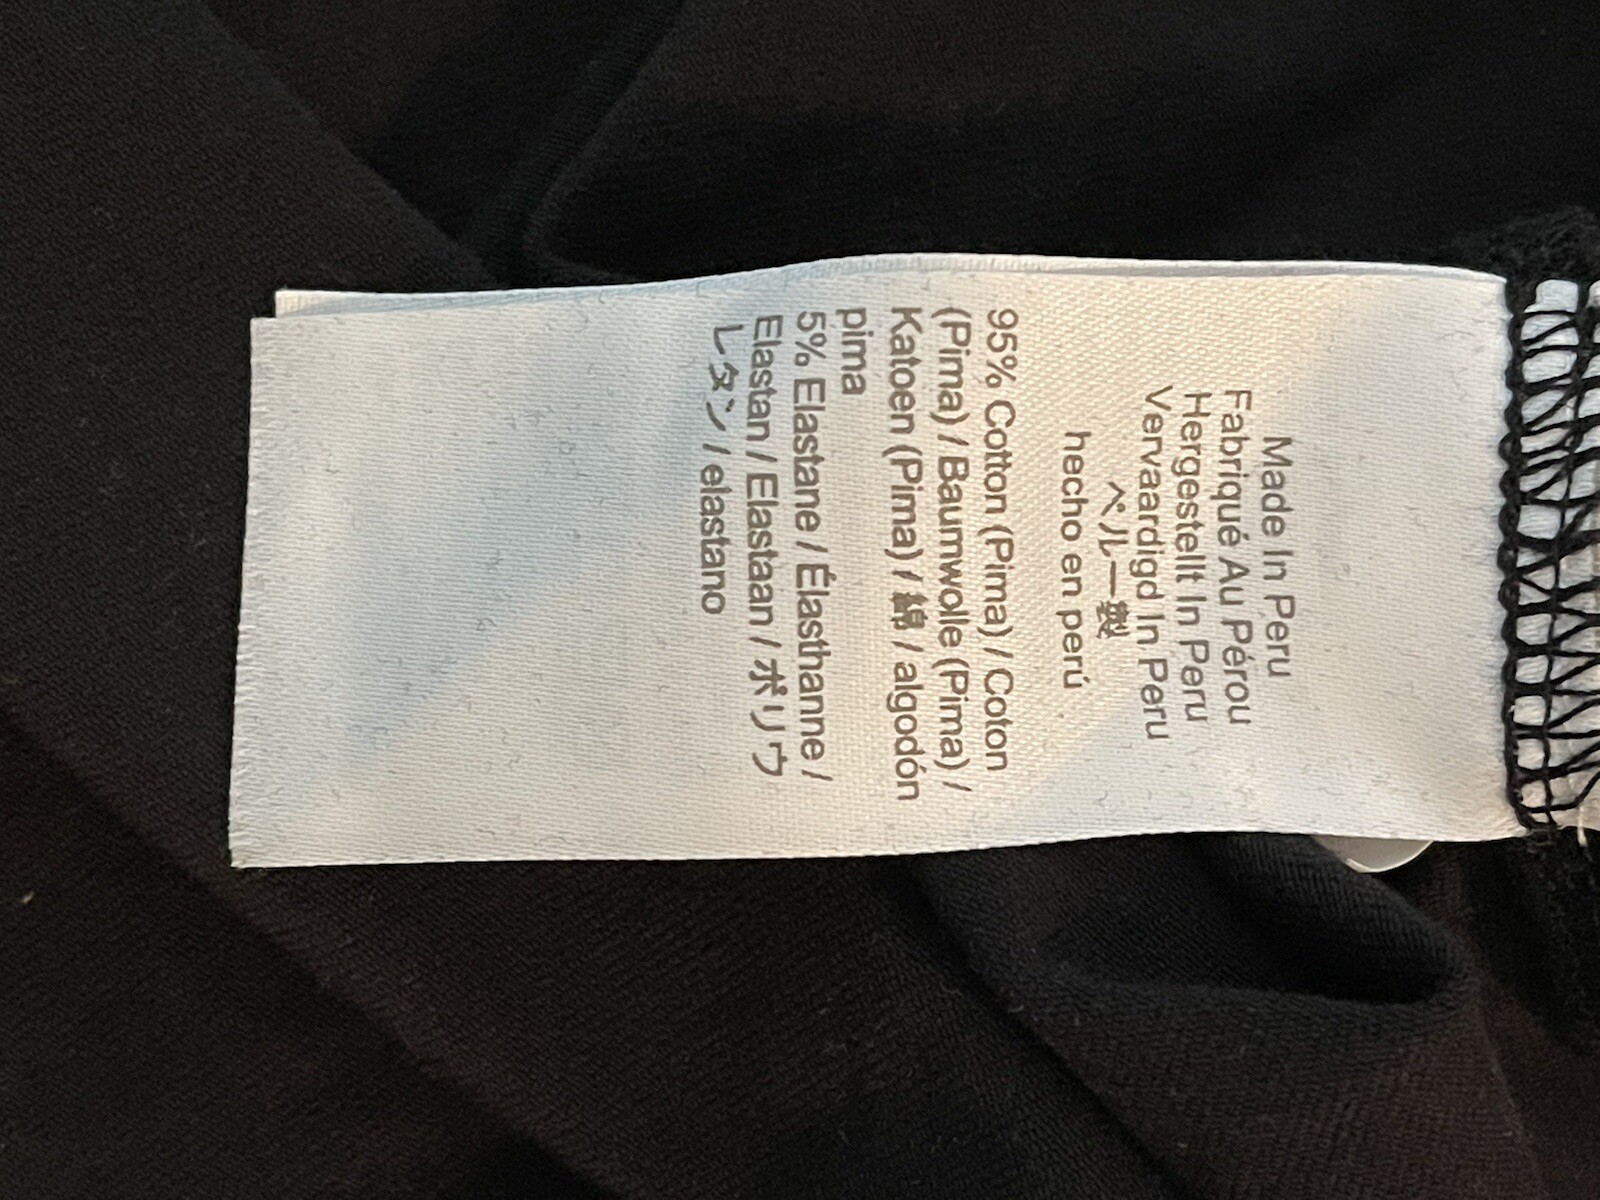 Made In Peru
Fabriqué Au Pérou
Hergestellt In Peru
Vervaardigd In Peru
ペルー製
hecho en perú
95% Cotton (Pima) / Coton
(Pima) / Baumwolle (Pima) /
Katoen (Pima) / 綿 / algodón
pima
5% Elastane / Élasthanne /
Elastan / Elastaan / ポリウ
レタン / elastano